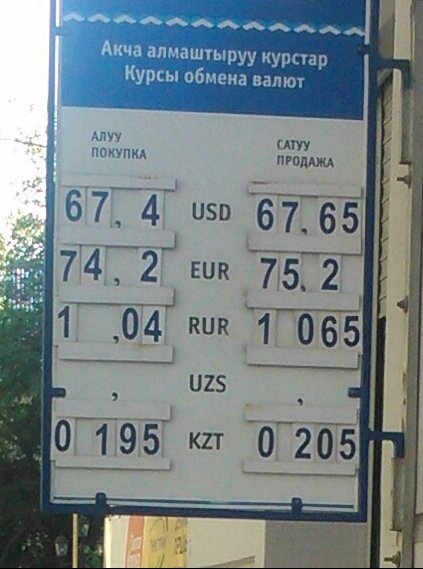 Акча алмаштыруу курстар
Курсы обмена валют
АЛУУ
ПОКУПКА
САТУУ
ПРОДАЖА
67,4 USD 67,65
74,2 EUR 75,2
1,04 RUR 1 065
, UZS ,
0 195 KZT 0 205